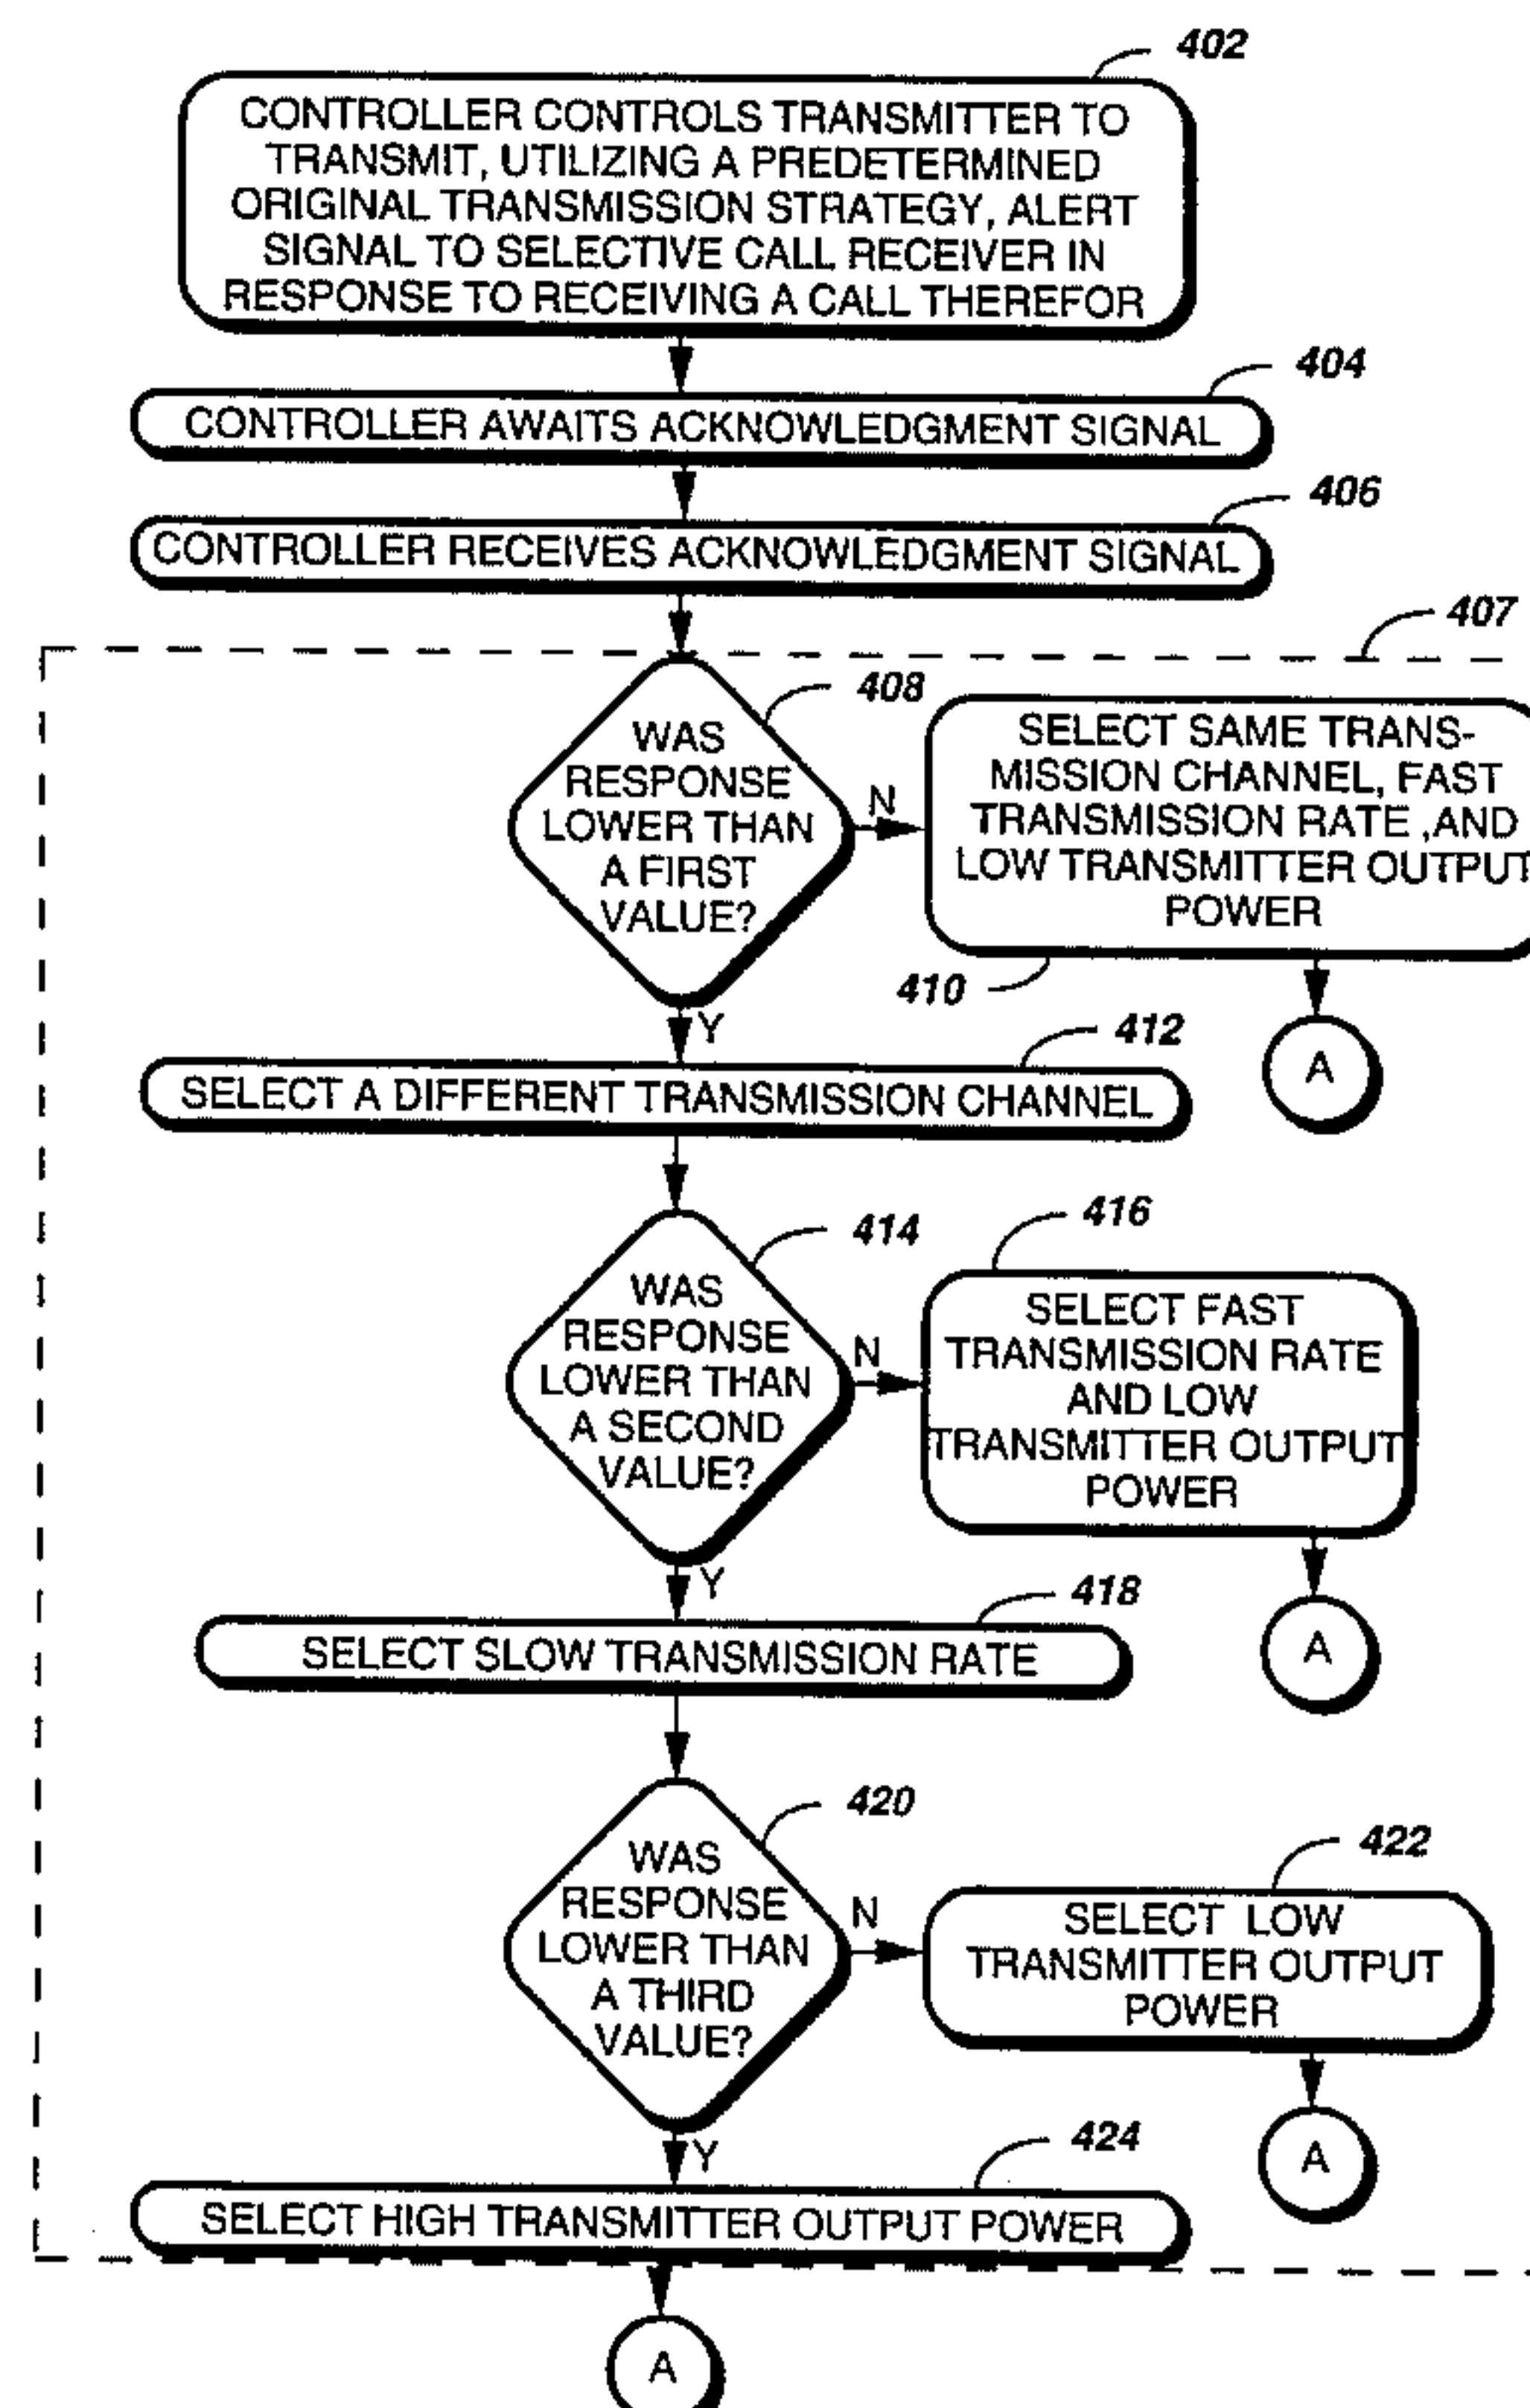 402
CONTROLLER CONTROLS TRANSMITTER TO
TRANSMIT, UTILIZING A PREDETERMINED
ORIGINAL TRANSMISSION STRATEGY, ALERT
SIGNAL TO SELECTIVE CALL RECEIVER IN
RESPONSE TO RECEIVING A CALL THEREFOR
404
CONTROLLER AWAITS ACKNOWLEDGMENT SIGNAL
406
CONTROLLER RECEIVES ACKNOWLEDGMENT SIGNAL
407
408
WAS
RESPONSE
LOWER THAN
A FIRST
VALUE?
N
SELECT SAME TRANS-
MISSION CHANNEL, FAST
TRANSMISSION RATE ,AND
LOW TRANSMITTER OUTPUT
POWER
410
A
Y
412
SELECT A DIFFERENT TRANSMISSION CHANNEL
414
WAS
RESPONSE
LOWER THAN
A SECOND
VALUE?
N
416
SELECT FAST
TRANSMISSION RATE
AND LOW
TRANSMITTER OUTPUT
POWER
A
Y
418
SELECT SLOW TRANSMISSION RATE
420
WAS
RESPONSE
LOWER THAN
A THIRD
VALUE?
N
422
SELECT LOW
TRANSMITTER OUTPUT
POWER
A
Y
424
SELECT HIGH TRANSMITTER OUTPUT POWER
A